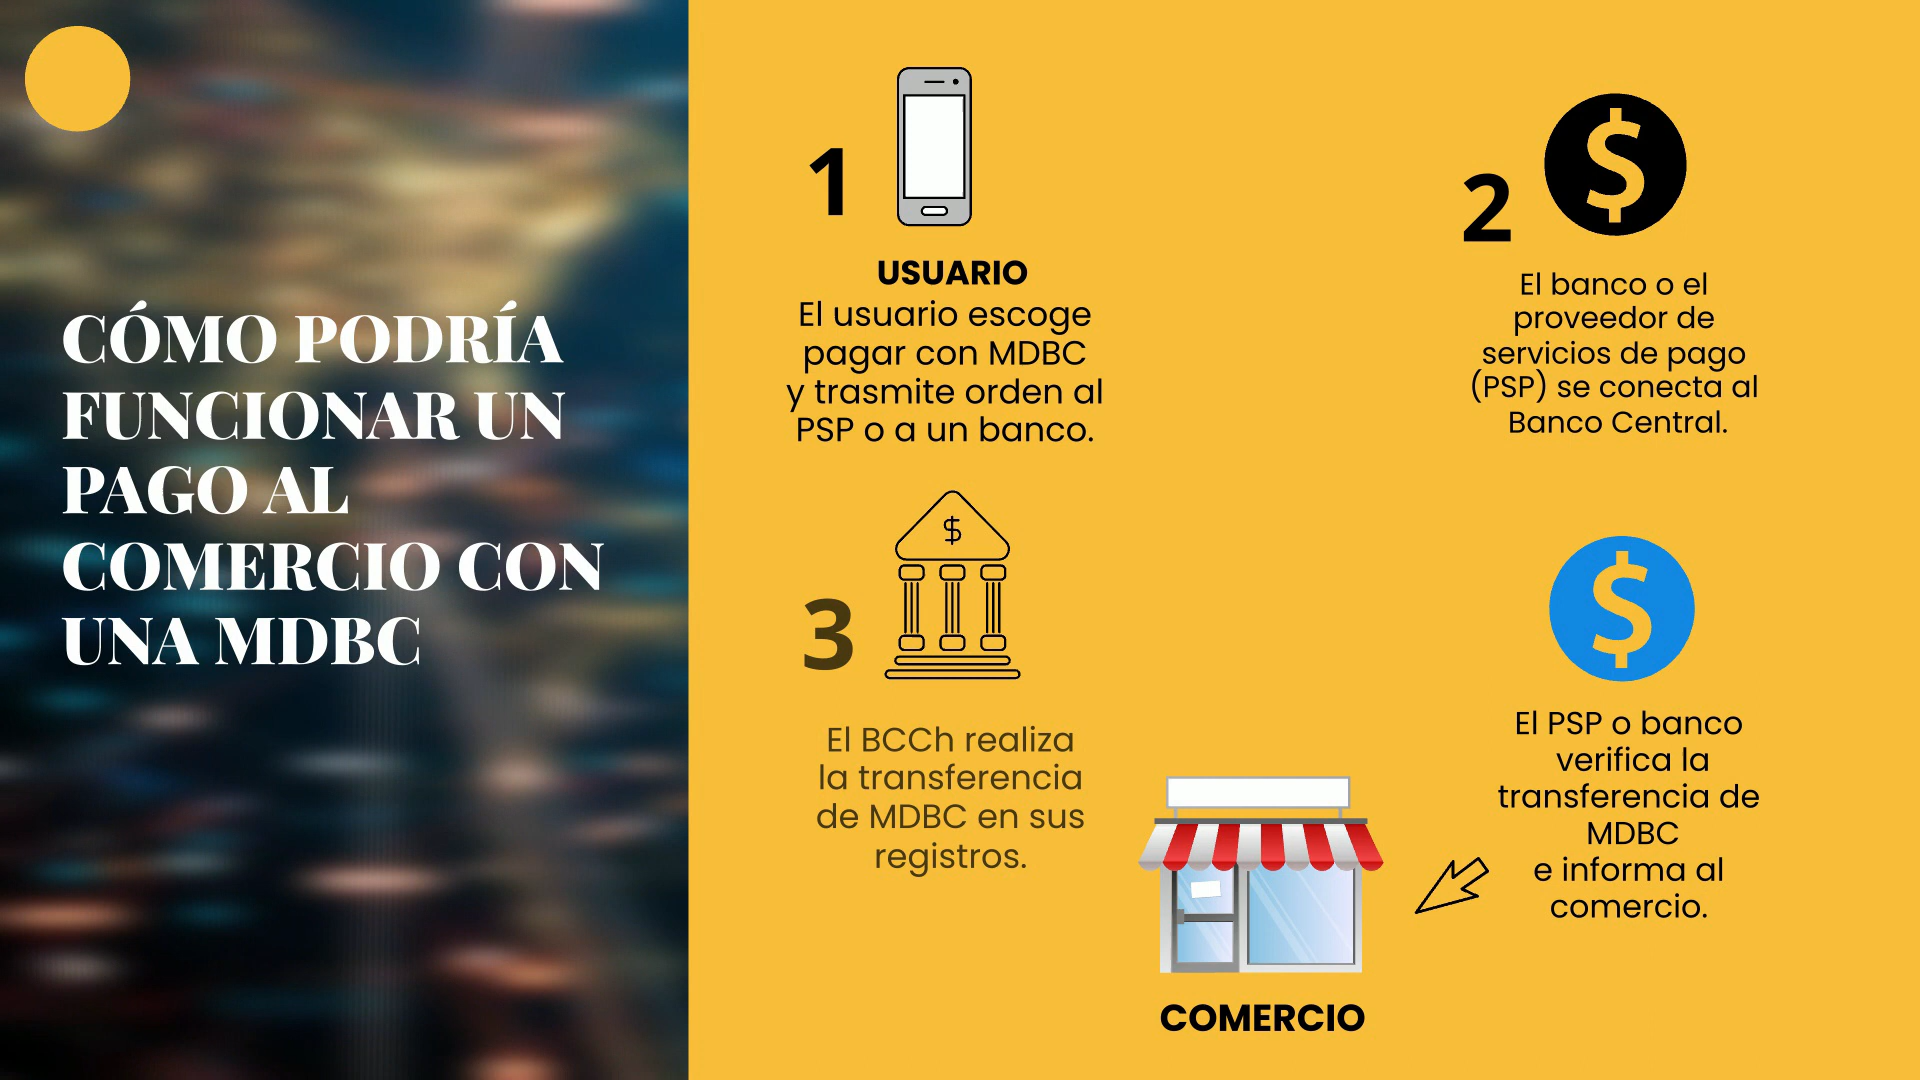 CÓMO PODRÍA
FUNCIONAR UN
PAGO AL
COMERCIO CON
UNA MDBC
1
USUARIO
El usuario escoge
pagar con MDBC
y trasmite orden al
PSP o a un banco.
2
$
El banco o el
proveedor de
servicios de pago
(PSP) se conecta al
Banco Central.
3
$
El BCCh realiza
la transferencia
de MDBC en sus
registros.
$
El PSP o banco
verifica la
transferencia de
MDBC
e informa al
comercio.
COMERCIO